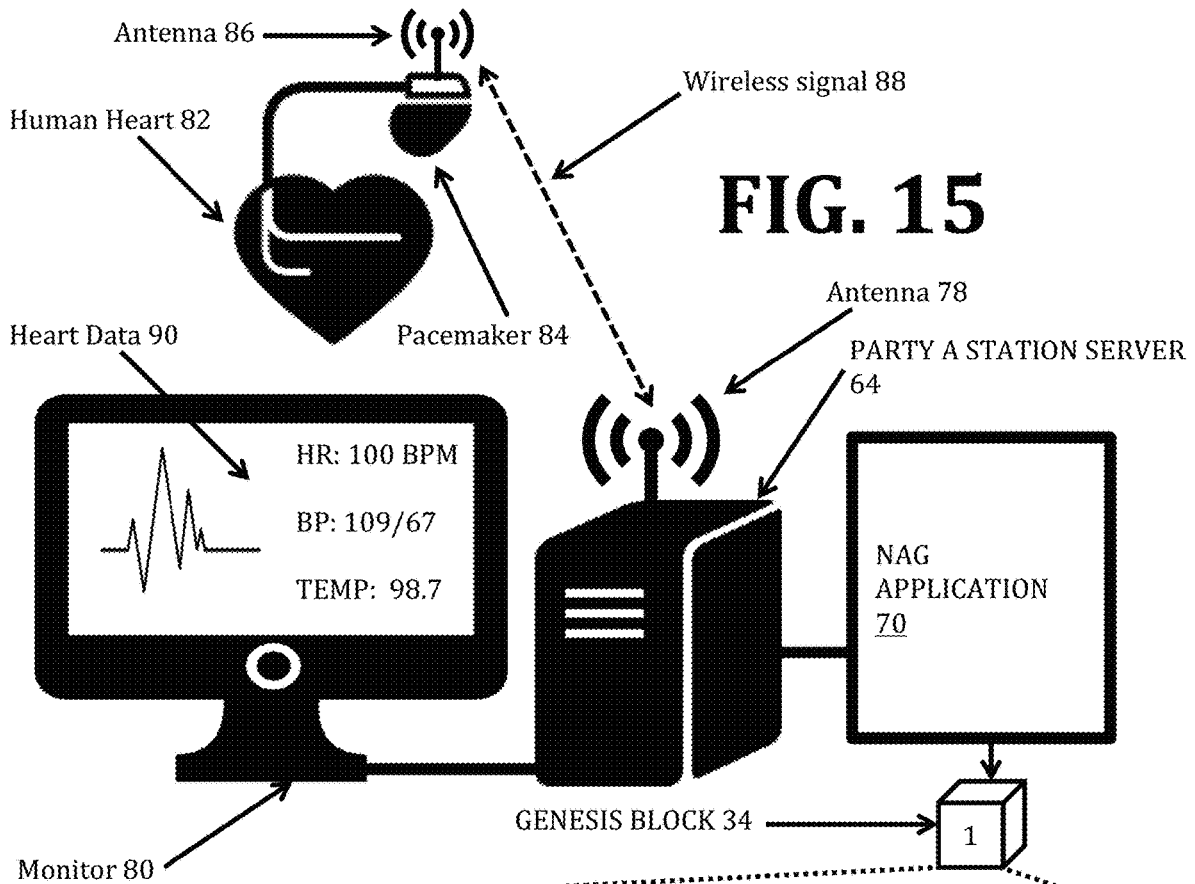 Antenna 86
Wireless signal 88
Human Heart 82
FIG. 15
Antenna 78
Heart Data 90
Pacemaker 84
PARTY A STATION SERVER
64
HR: 100 BPM
BP: 109/67
TEMP: 98.7
NAG
APPLICATION
70
GENESIS BLOCK 34
1
Monitor 80